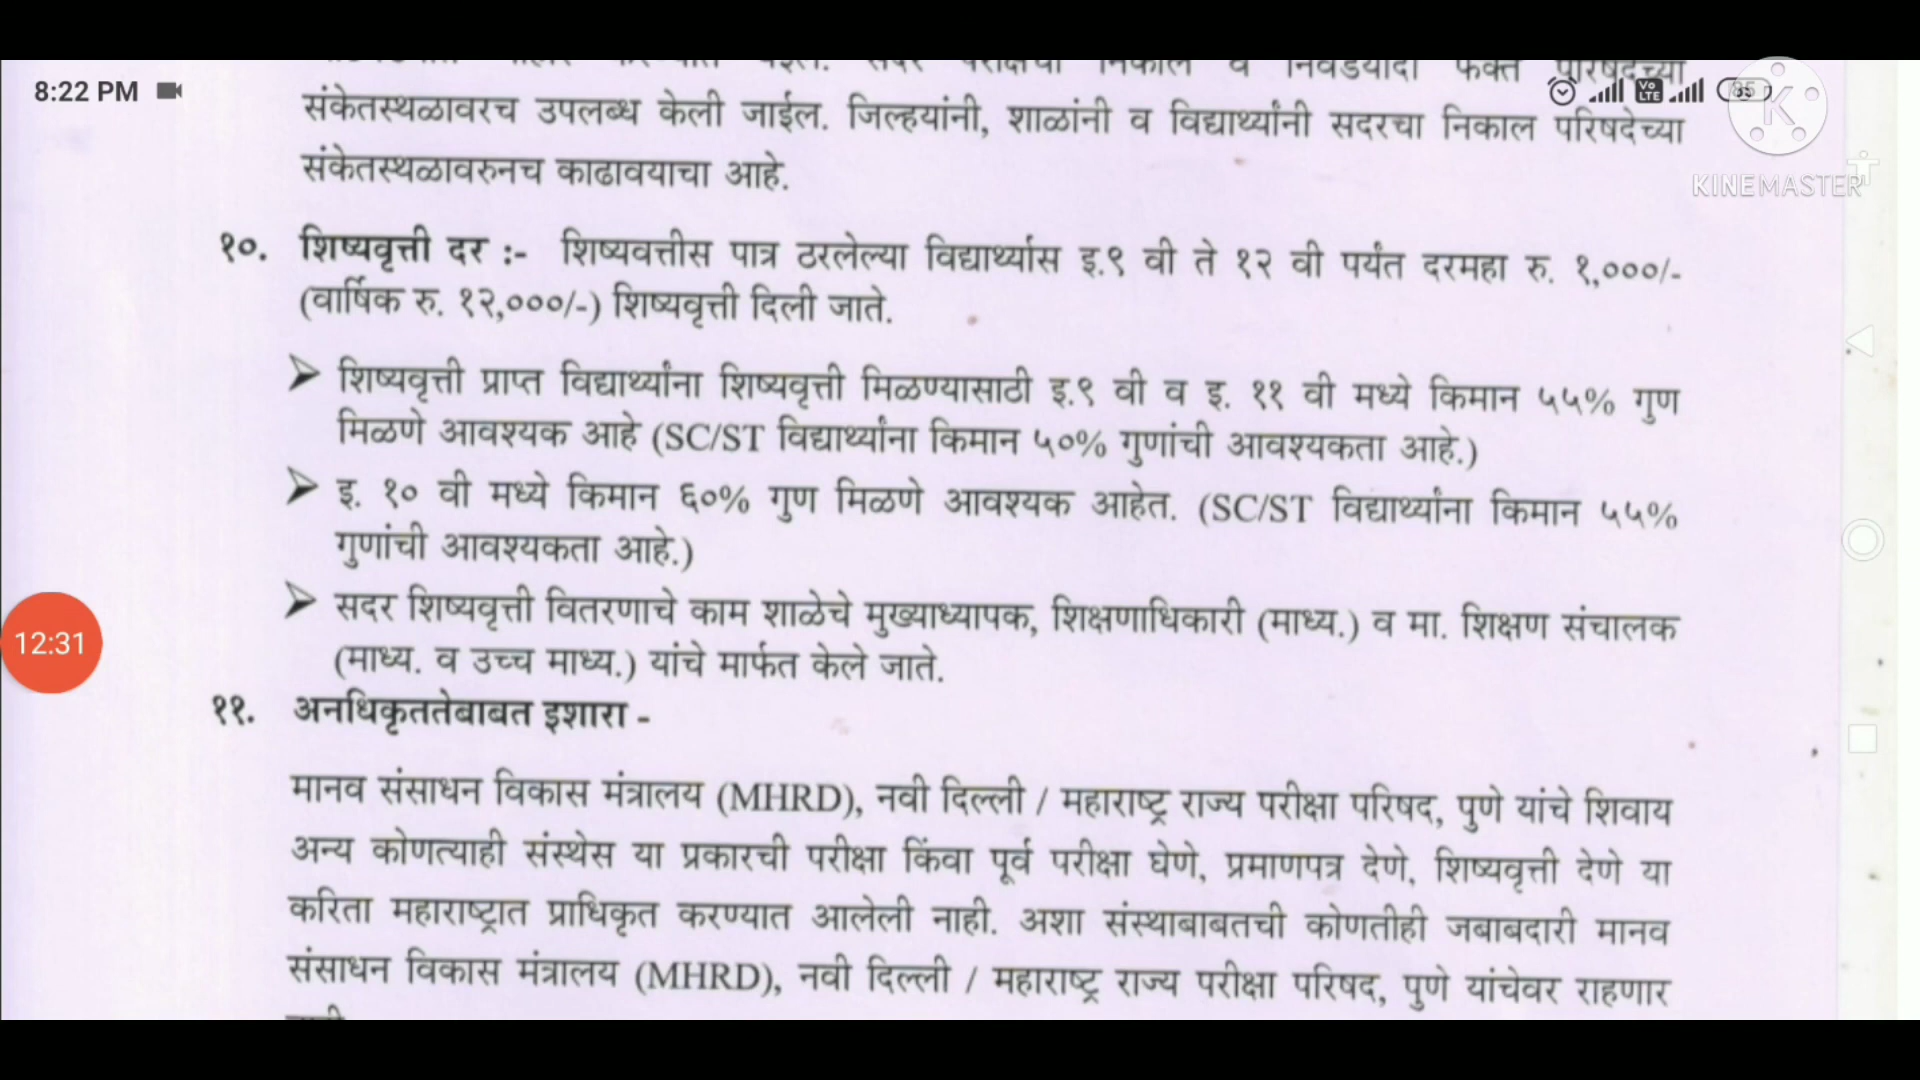 8:22 PM
निकाल व निवडयादी फक्त परिषदेच्या
संकेतस्थळावरच उपलब्ध केली जाईल. जिल्हयांनी, शाळांनी व विद्यार्थ्यांनी सदरचा निकाल परिषदेच्या
85
KINEMASTER
संकेतस्थळावरुनच काढावयाचा आहे.
१०. शिष्यवृत्ती दर :- शिष्यवत्तीस पात्र ठरलेल्या विद्यार्थ्यास इ.९ वी ते १२ वी पर्यंत दरमहा रु. १,०००/-
(वार्षिक रु. १२,०००/-) शिष्यवृत्ती दिली जाते.
➤ शिष्यवृत्ती प्राप्त विद्यार्थ्यांना शिष्यवृत्ती मिळण्यासाठी इ.९ वी व इ. ११ वी मध्ये किमान ५५% गुण
मिळणे आवश्यक आहे (SC/ST विद्यार्थ्यांना किमान ५०% गुणांची आवश्यकता आहे.)
➤ इ. १० वी मध्ये किमान ६०% गुण मिळणे आवश्यक आहेत. (SC/ST विद्यार्थ्यांना किमान ५५%
गुणांची आवश्यकता आहे.)
➤ सदर शिष्यवृत्ती वितरणाचे काम शाळेचे मुख्याध्यापक, शिक्षणाधिकारी (माध्य.) व मा. शिक्षण संचालक
12:31
(माध्य. व उच्च माध्य.) यांचे मार्फत केले जाते.
११. अनधिकृततेबाबत इशारा -
मानव संसाधन विकास मंत्रालय (MHRD), नवी दिल्ली / महाराष्ट्र राज्य परीक्षा परिषद, पुणे यांचे शिवाय
अन्य कोणत्याही संस्थेस या प्रकारची परीक्षा किंवा पूर्व परीक्षा घेणे, प्रमाणपत्र देणे, शिष्यवृत्ती देणे या
करिता महाराष्ट्रात प्राधिकृत करण्यात आलेली नाही. अशा संस्थाबाबतची कोणतीही जबाबदारी मानव
संसाधन विकास मंत्रालय (MHRD), नवी दिल्ली / महाराष्ट्र राज्य परीक्षा परिषद, पुणे यांचेवर राहणार